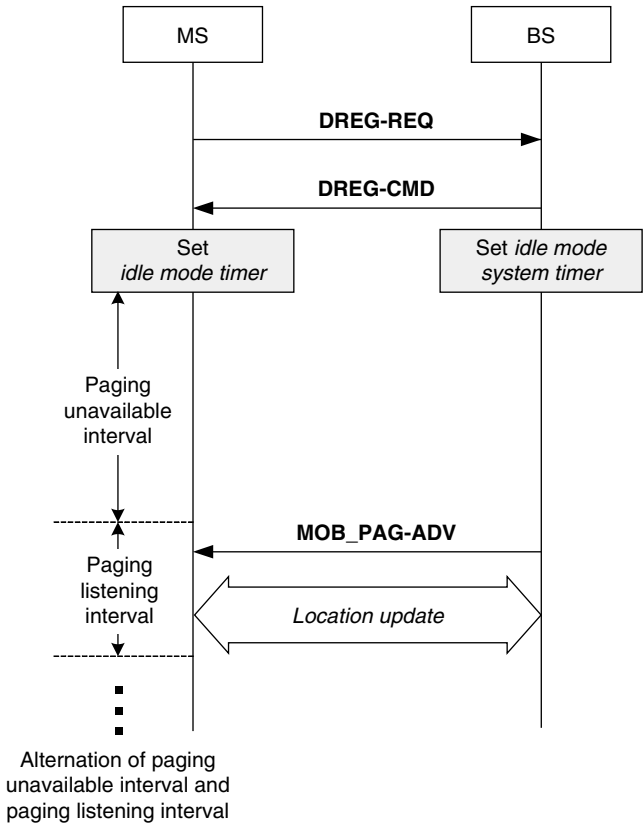 MS
BS
DREG-REQ
DREG-CMD
Set
idle mode timer
Set idle mode
system timer
Paging
unavailable
interval
MOB_PAG-ADV
Paging
listening
interval
Location update
Alternation of paging
unavailable interval and
paging listening interval